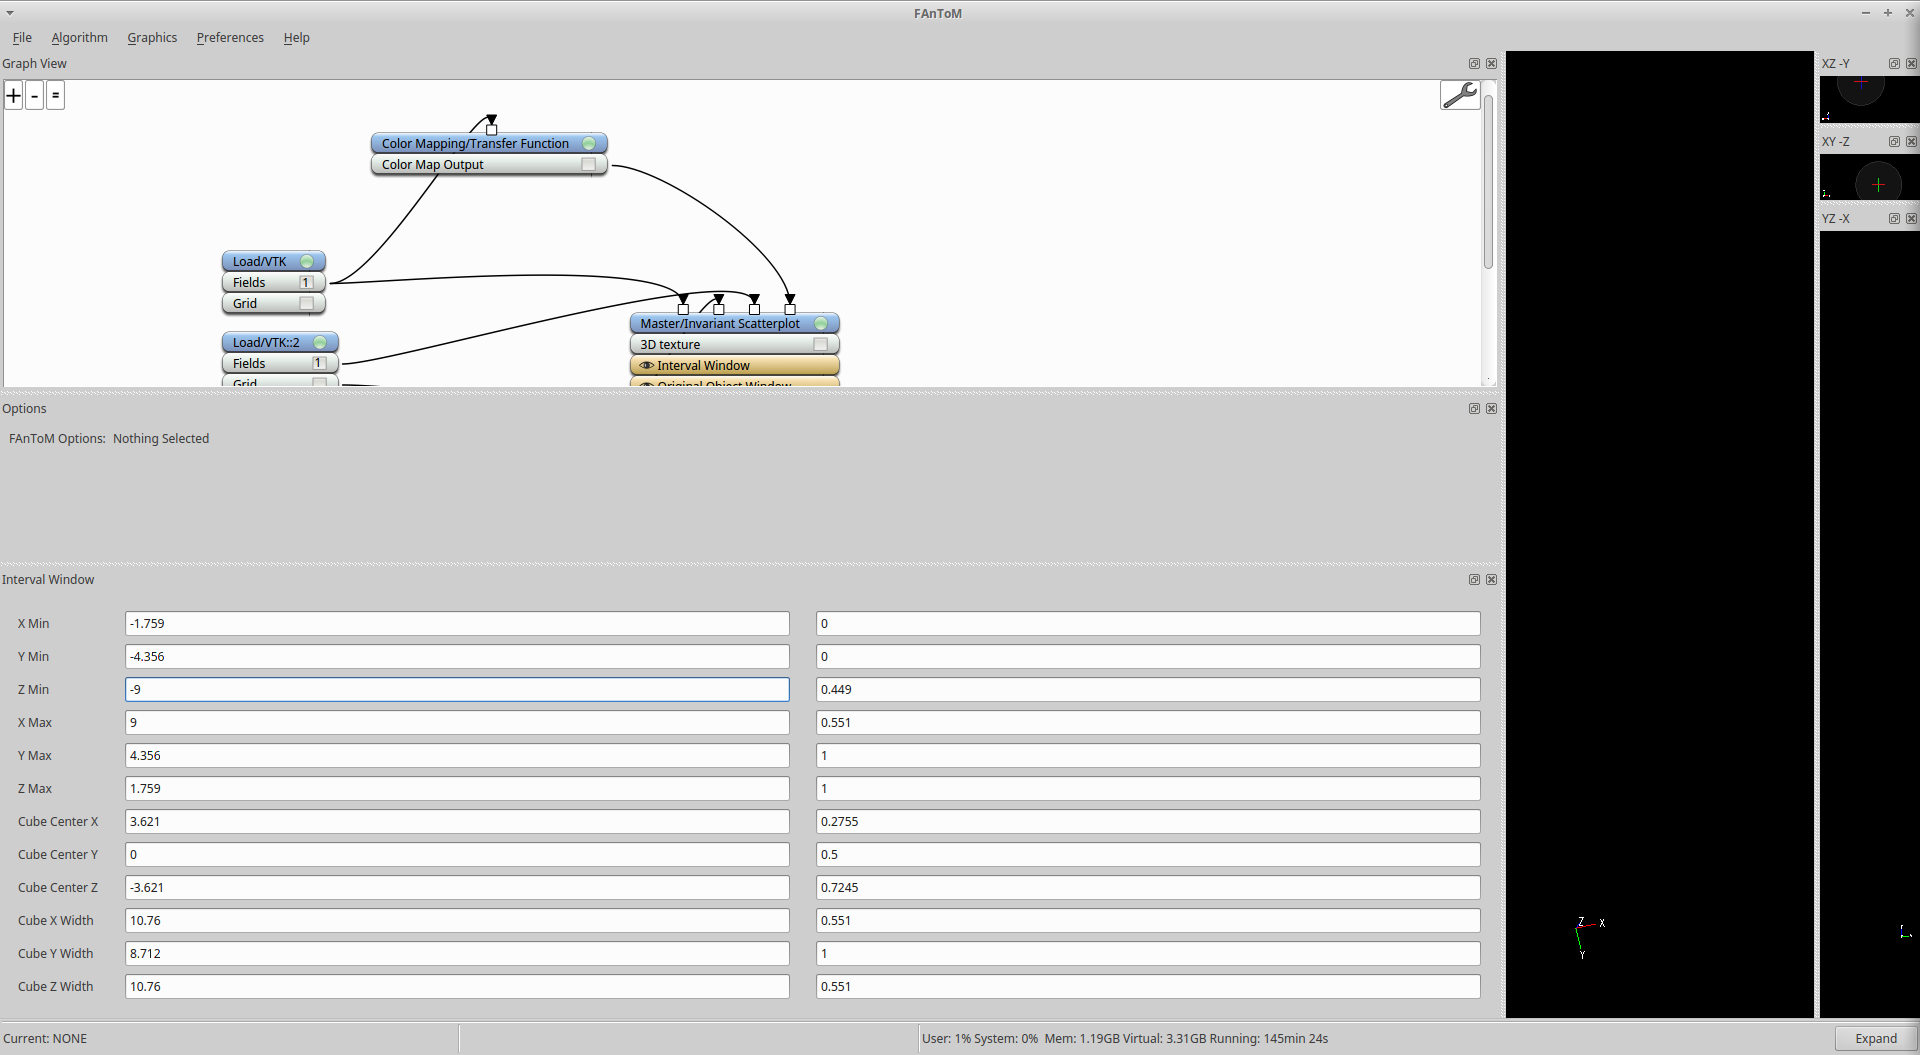 FAnToM
File Algorithm Graphics Preferences Help
Graph View
+ - =
Color Mapping/Transfer Function
Color Map Output
Load/VTK
Fields 1
Grid
Load/VTK::2
Fields 1
Grid
Master/Invariant Scatterplot
3D texture
Interval Window
Original Object Window
Options
FAnToM Options: Nothing Selected
Interval Window
X Min -1.759 0
Y Min -4.356 0
Z Min -9 0.449
X Max 9 0.551
Y Max 4.356 1
Z Max 1.759 1
Cube Center X 3.621 0.2755
Cube Center Y 0 0.5
Cube Center Z -3.621 0.7245
Cube X Width 10.76 0.551
Cube Y Width 8.712 1
Cube Z Width 10.76 0.551
Z X
Y
XZ -Y
XY -Z
YZ -X
Current: NONE
User: 1% System: 0% Mem: 1.19GB Virtual: 3.31GB Running: 145min 24s
Expand